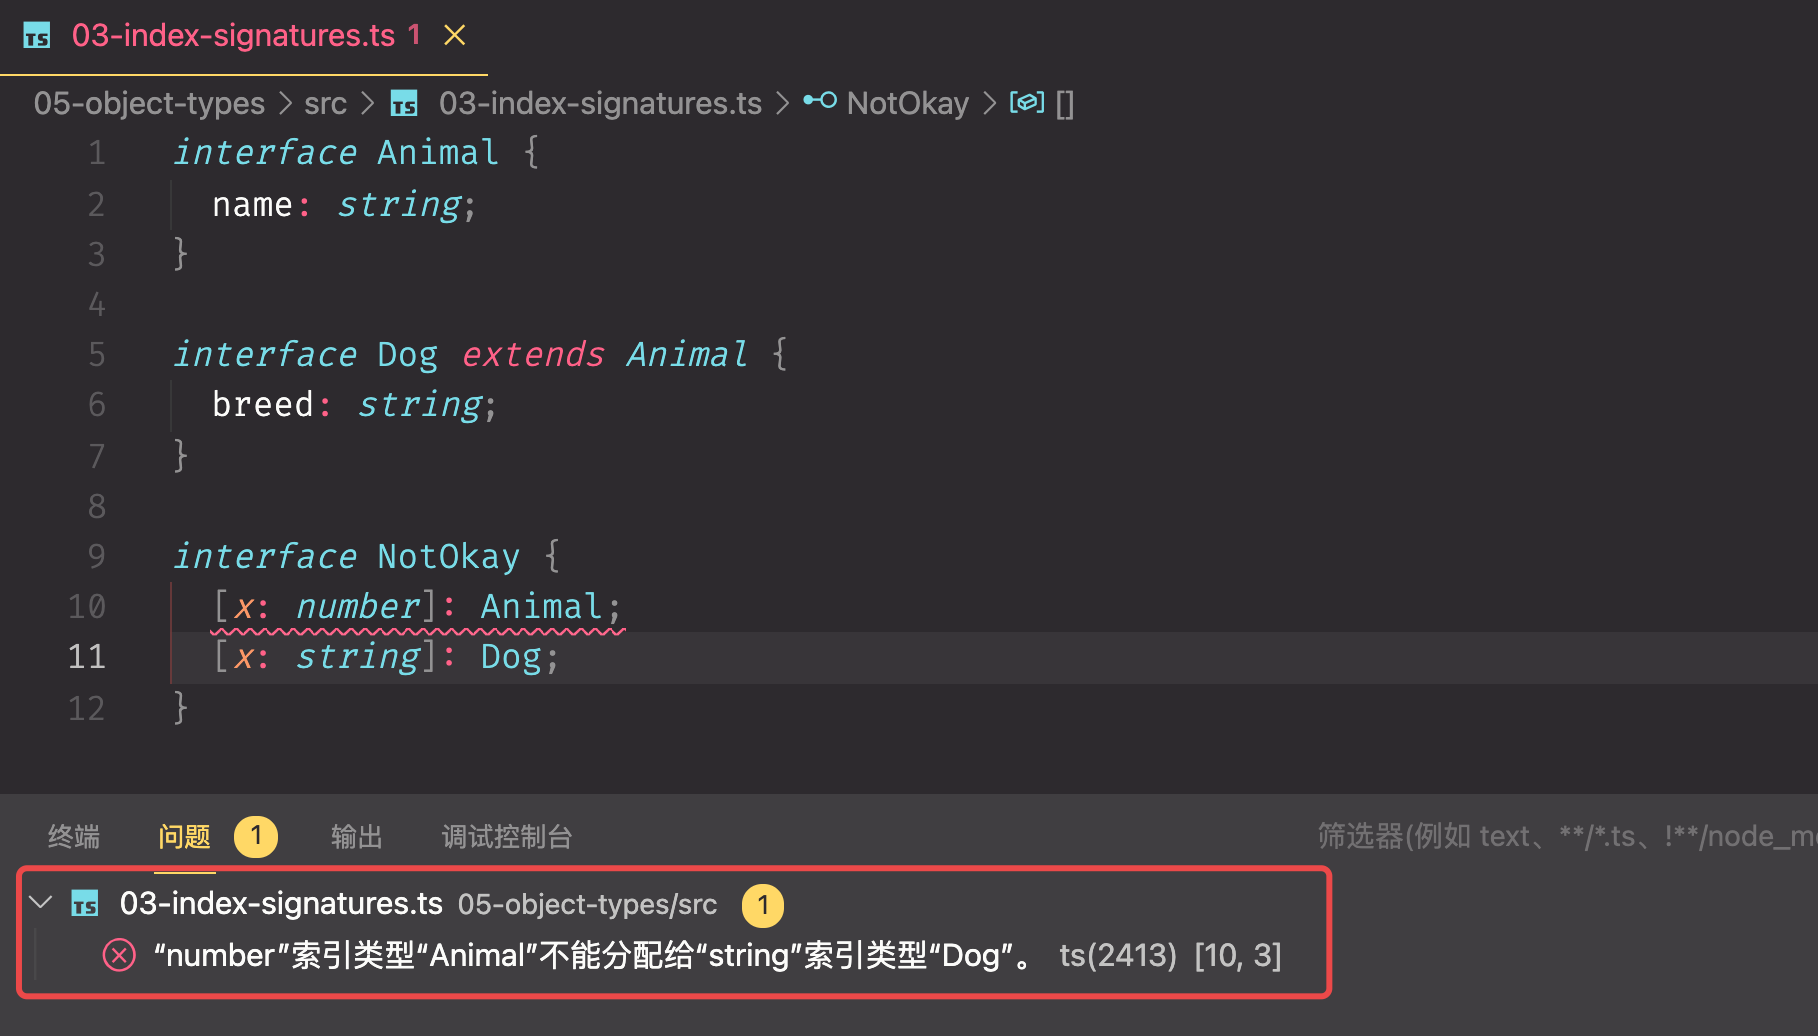 TS 03-index-signatures.ts 1
05-object-types > src > TS 03-index-signatures.ts > NotOkay > []
1 interface Animal {
2 name: string;
3 }
4
5 interface Dog extends Animal {
6 breed: string;
7 }
8
9 interface NotOkay {
10 [x: number]: Animal;
11 [x: string]: Dog;
12 }
终端 问题 1 输出 调试控制台 筛选器(例如 text、**/*.ts、!**/node_m
TS 03-index-signatures.ts 05-object-types/src 1
“number”索引类型“Animal”不能分配给“string”索引类型“Dog”。 ts(2413) [10, 3]